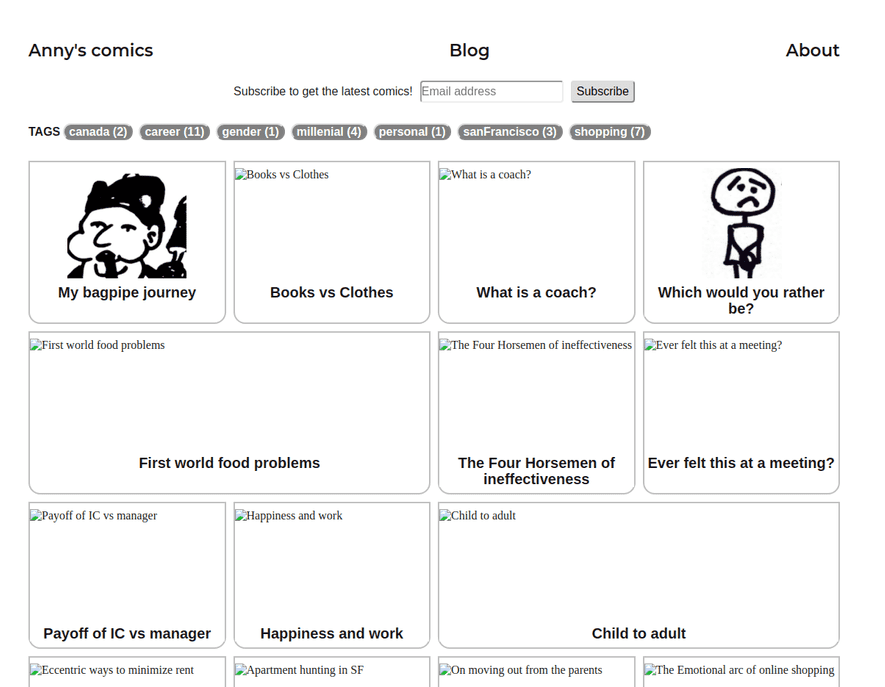 Anny's comics Blog About
Subscribe to get the latest comics! Email address Subscribe
TAGS canada (2) career (11) gender (1) millenial (4) personal (1) sanFrancisco (3) shopping (7)
Books vs Clothes What is a coach?
My bagpipe journey Books vs Clothes What is a coach? Which would you rather
be?
First world food problems The Four Horsemen of ineffectiveness Ever felt this at a meeting?
First world food problems The Four Horsemen of Ever felt this at a meeting?
ineffectiveness
Payoff of IC vs manager Happiness and work Child to adult
Payoff of IC vs manager Happiness and work Child to adult
Eccentric ways to minimize rent Apartment hunting in SF On moving out from the parents The Emotional arc of online shopping